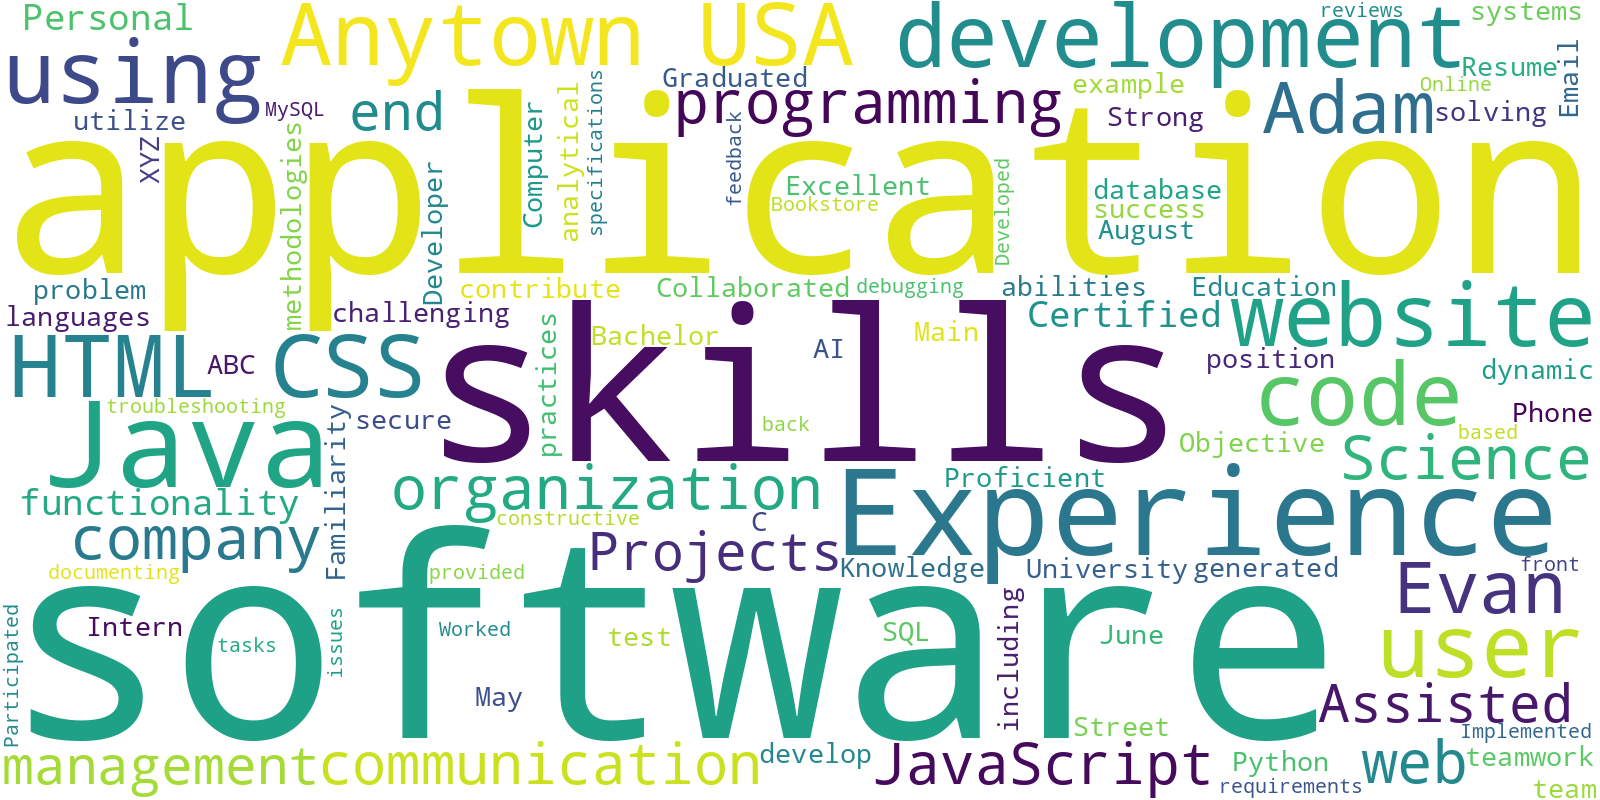 Personal
Anytown USA
development
reviews
systems
using
MySQL
utilize
XYZ
methodologies
end
Developer
Computer
analytical
specifications
Graduated
programming
feedback
example
Strong
Adam
Resume
Online
solving
Email
application
Excellent
Bookstore
Developed
database
success
August
problem
languages
challenging
contribute
Collaborated
debugging
abilities
Education
Certified
website
HTML
ABC
CSS
skills
practices
Bachelor
AI
Main
position
dynamic
code
Phone
troubleshooting
Java
Familiarity
secure
back
Objective
based
Science
functionality
organization
Proficient
Experience
company
constructive
C
Projects
Knowledge
University
generated
front
documenting
provided
Evan
software
Participated
Intern
tasks
issues
Worked
test
SQL
including
June
user
May
Street
Assisted
Implemented
management
communication
develop
JavaScript
Python
requirements
web
teamwork
team